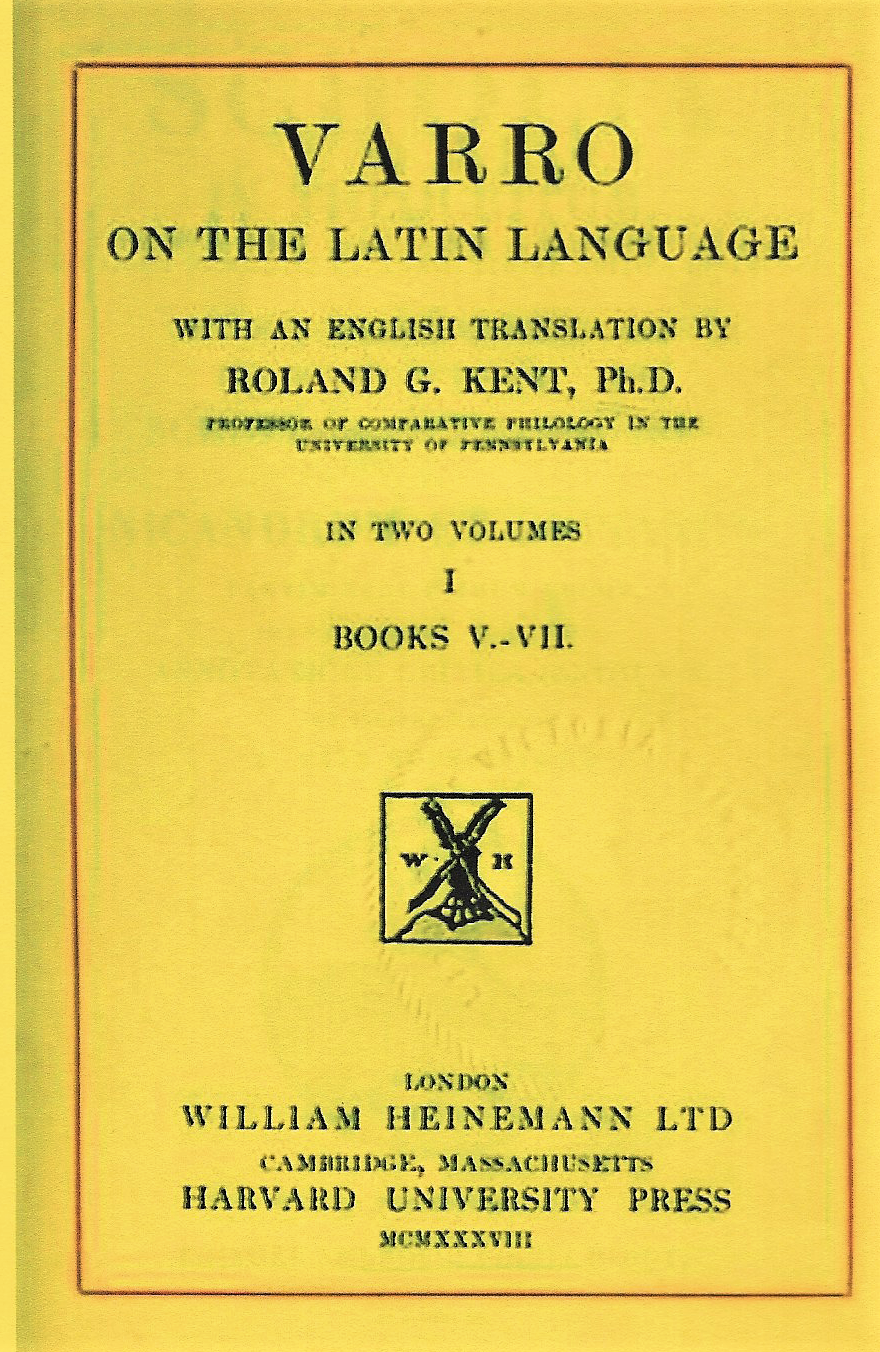 VARRO
ON THE LATIN LANGUAGE
WITH AN ENGLISH TRANSLATION BY
ROLAND G. KENT, Ph.D.
PROFESSOR OF COMPARATIVE PHILOLOGY IN THE
UNIVERSITY OF PENNSYLVANIA
IN TWO VOLUMES
I
BOOKS V.-VII.
W H
LONDON
WILLIAM HEINEMANN LTD
CAMBRIDGE, MASSACHUSETTS
HARVARD UNIVERSITY PRESS
MCMXXXVIII